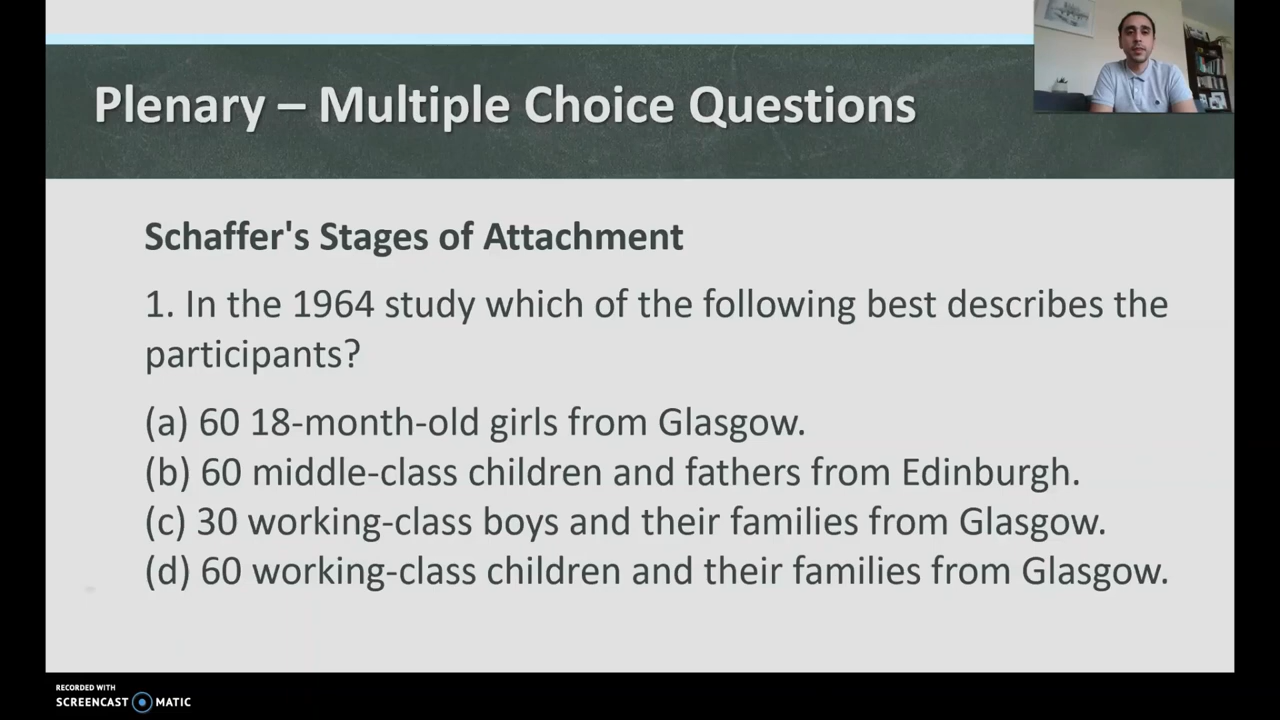 Plenary – Multiple Choice Questions
Schaffer's Stages of Attachment
1. In the 1964 study which of the following best describes the
participants?
(a) 60 18-month-old girls from Glasgow.
(b) 60 middle-class children and fathers from Edinburgh.
(c) 30 working-class boys and their families from Glasgow.
(d) 60 working-class children and their families from Glasgow.
RECORDED WITH
SCREENCAST MATIC